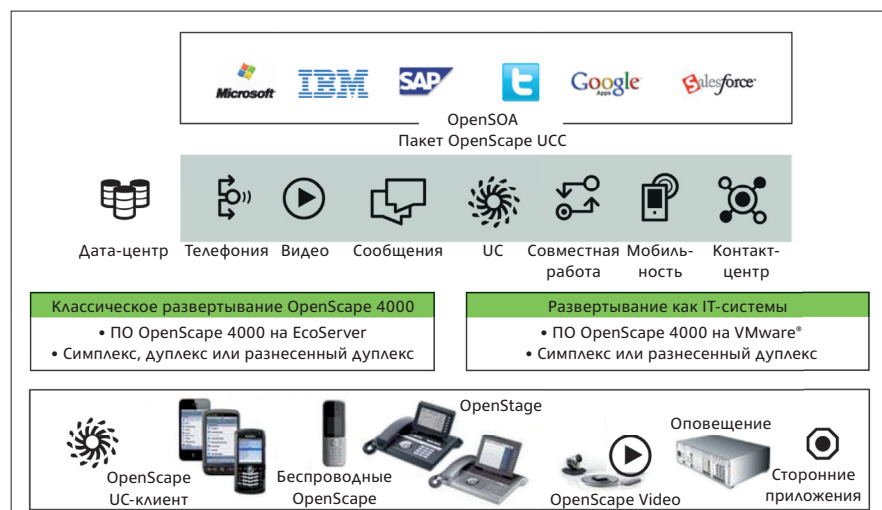 Microsoft IBM SAP t Google Apps Salesforce
OpenSOA
Пакет OpenScape UCC
Дата-центр Телефония Видео Сообщения UC Совместная работа Мобиль-ность Контакт-центр
Классическое развертывание OpenScape 4000
• ПО OpenScape 4000 на EcoServer
• Симплекс, дуплекс или разнесенный дуплекс
Развертывание как IT-системы
• ПО OpenScape 4000 на VMware®
• Симплекс или разнесенный дуплекс
OpenScape
UC-клиент
Беспроводные
OpenScape
OpenStage
OpenScape Video
Оповещение
Сторонние
приложения